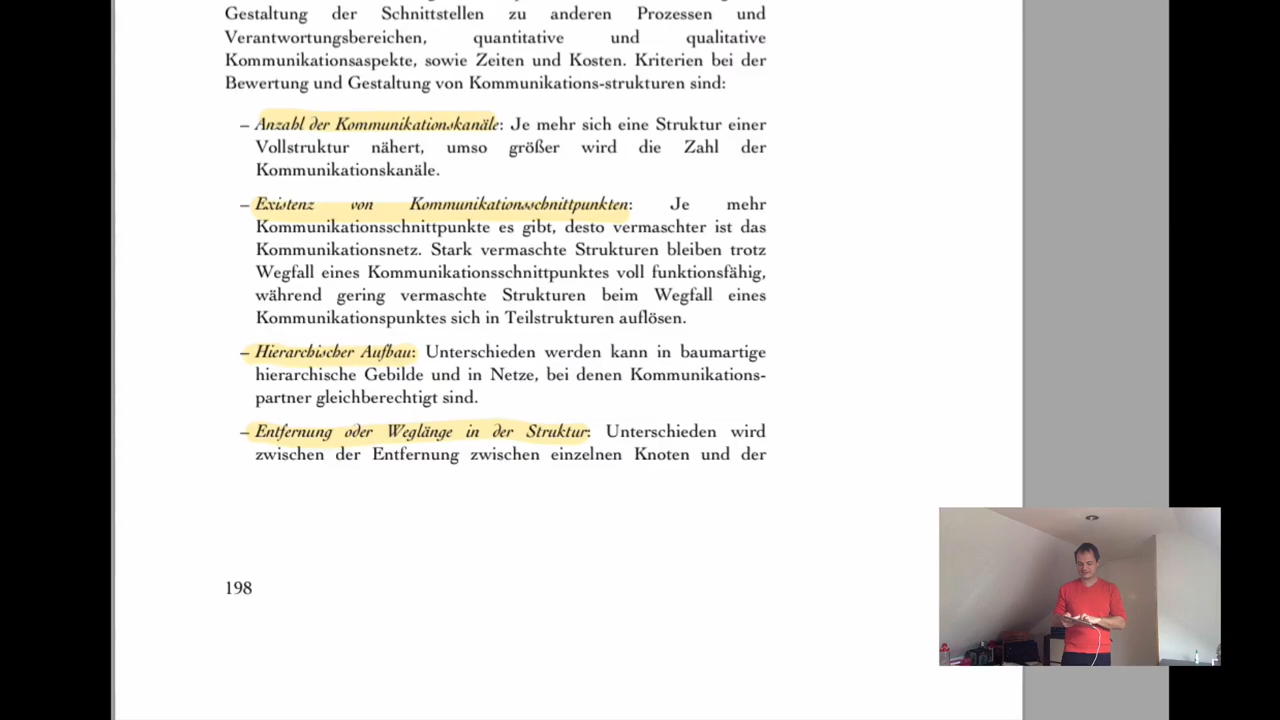 Gestaltung der Schnittstellen zu anderen Prozessen und
Verantwortungsbereichen, quantitative und qualitative
Kommunikationsaspekte, sowie Zeiten und Kosten. Kriterien bei der
Bewertung und Gestaltung von Kommunikations-strukturen sind:
– Anzahl der Kommunikationskanäle: Je mehr sich eine Struktur einer
Vollstruktur nähert, umso größer wird die Zahl der
Kommunikationskanäle.
– Existenz von Kommunikationsschnittpunkten: Je mehr
Kommunikationsschnittpunkte es gibt, desto vermaschter ist das
Kommunikationsnetz. Stark vermaschte Strukturen bleiben trotz
Wegfall eines Kommunikationsschnittpunktes voll funktionsfähig,
während gering vermaschte Strukturen beim Wegfall eines
Kommunikationspunktes sich in Teilstrukturen auflösen.
– Hierarchischer Aufbau: Unterschieden werden kann in baumartige
hierarchische Gebilde und in Netze, bei denen Kommunikations-
partner gleichberechtigt sind.
– Entfernung oder Weglänge in der Struktur: Unterschieden wird
zwischen der Entfernung zwischen einzelnen Knoten und der
198